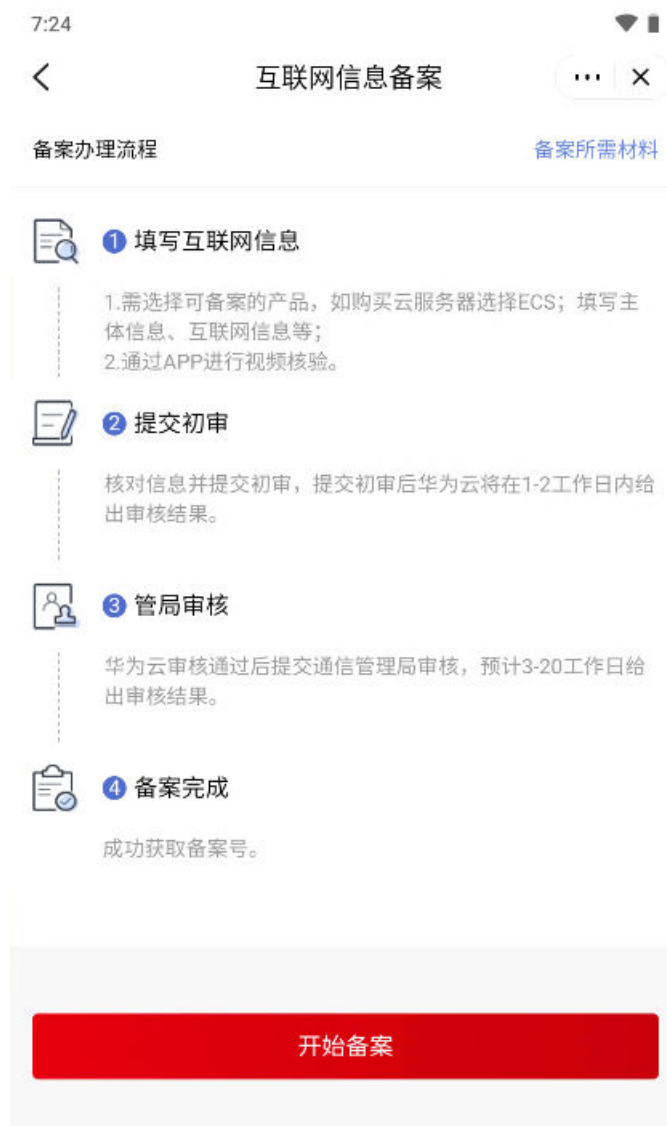 7:24
互联网信息备案
备案办理流程
备案所需材料
1 填写互联网信息
1.需选择可备案的产品，如购买云服务器选择ECS；填写主
体信息、互联网信息等；
2.通过APP进行视频核验。
2 提交初审
核对信息并提交初审，提交初审后华为云将在1-2工作日内给
出审核结果。
3 管局审核
华为云审核通过后提交通信管理局审核，预计3-20工作日给
出审核结果。
4 备案完成
成功获取备案号。
开始备案